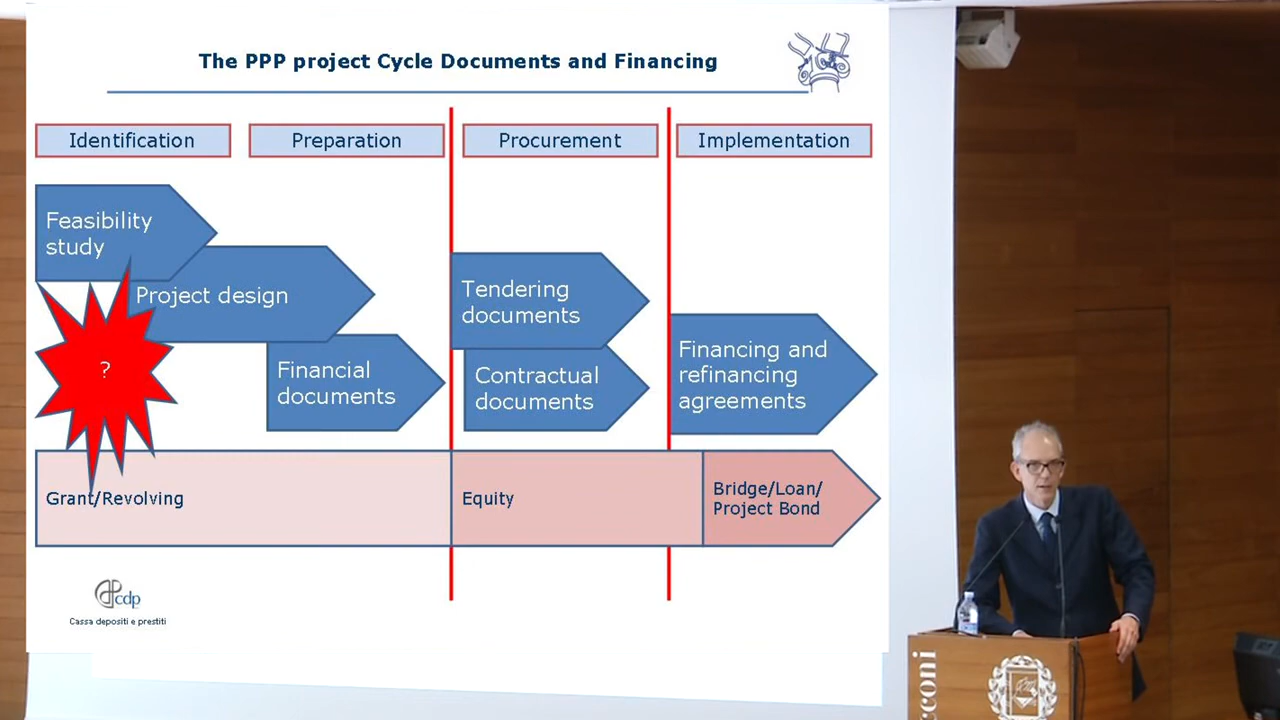 The PPP project Cycle Documents and Financing
Identification
Preparation
Procurement
Implementation
Feasibility
study
Project design
?
Financial
documents
Tendering
documents
Contractual
documents
Financing and
refinancing
agreements
Grant/Revolving
Equity
Bridge/Loan/
Project Bond
cdp
Cassa depositi e prestiti
cconi